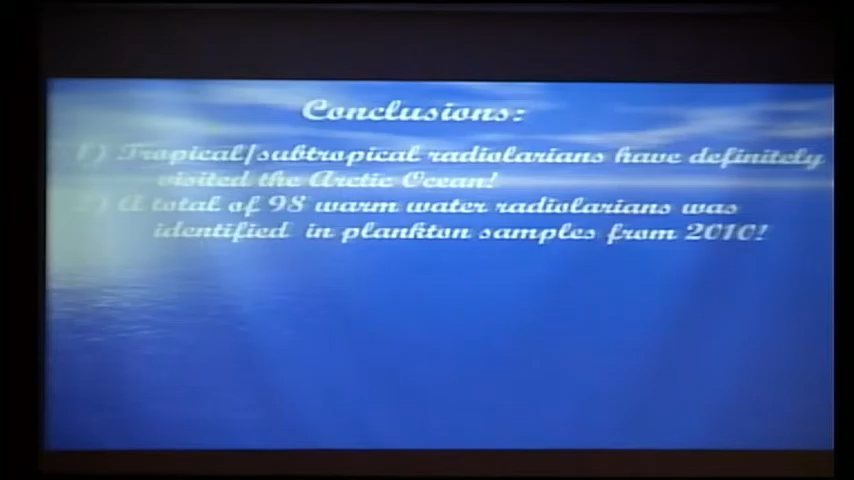 Conclusions:
1) Tropical/subtropical radiolarians have definitely
visited the Arctic Ocean!
2) A total of 98 warm water radiolarians was
identified in plankton samples from 2010!